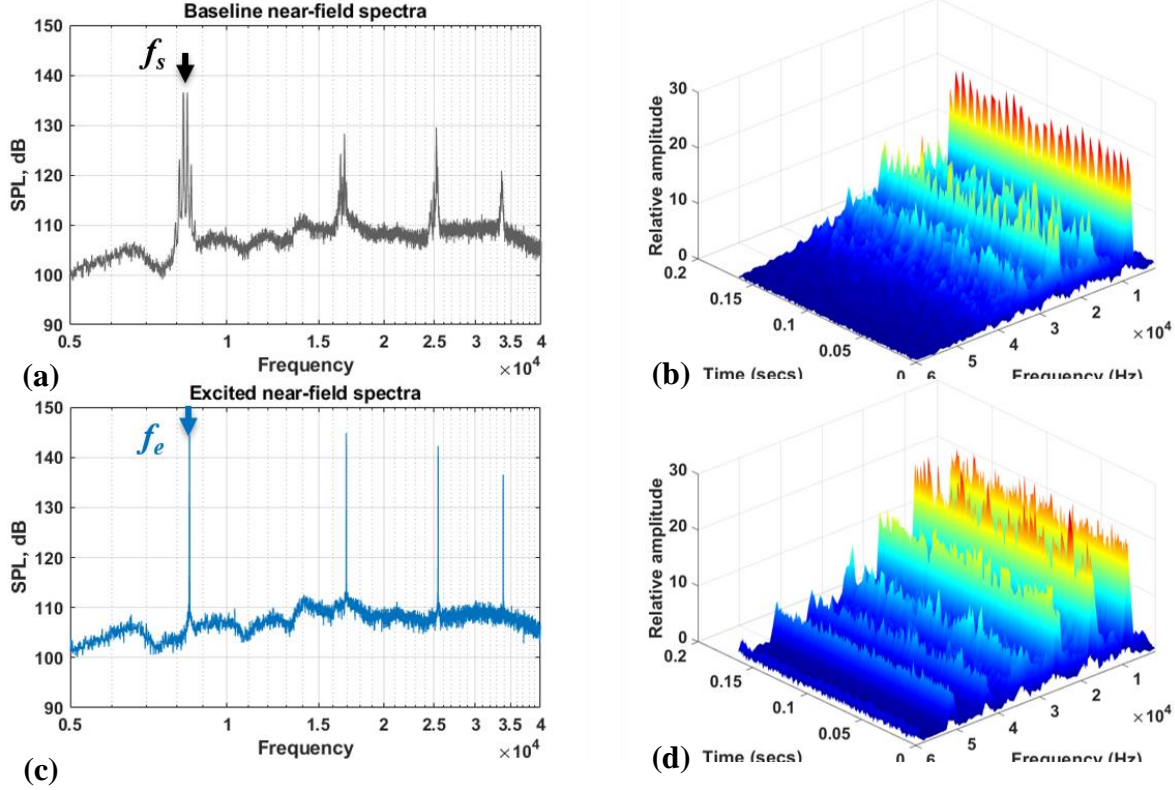 Baseline near-field spectra
150
140
130
120
110
100
90
SPL, dB
f_s
0.5 1 1.5 2 2.5 3 3.5 4
Frequency
×10^4
(a)
30
20
10
0
Relative amplitude
0.2
0.15
0.1
0.05
0
6 5 4 3 2 1
×10^4
(b) Time (secs) Frequency (Hz)
Excited near-field spectra
150
140
130
120
110
100
90
SPL, dB
f_e
0.5 1 1.5 2 2.5 3 3.5 4
Frequency
×10^4
(c)
30
20
10
0
Relative amplitude
0.2
0.15
0.1
0.05
0
6 5 4 3 2 1
×10^4
(d) Time (secs) Frequency (Hz)